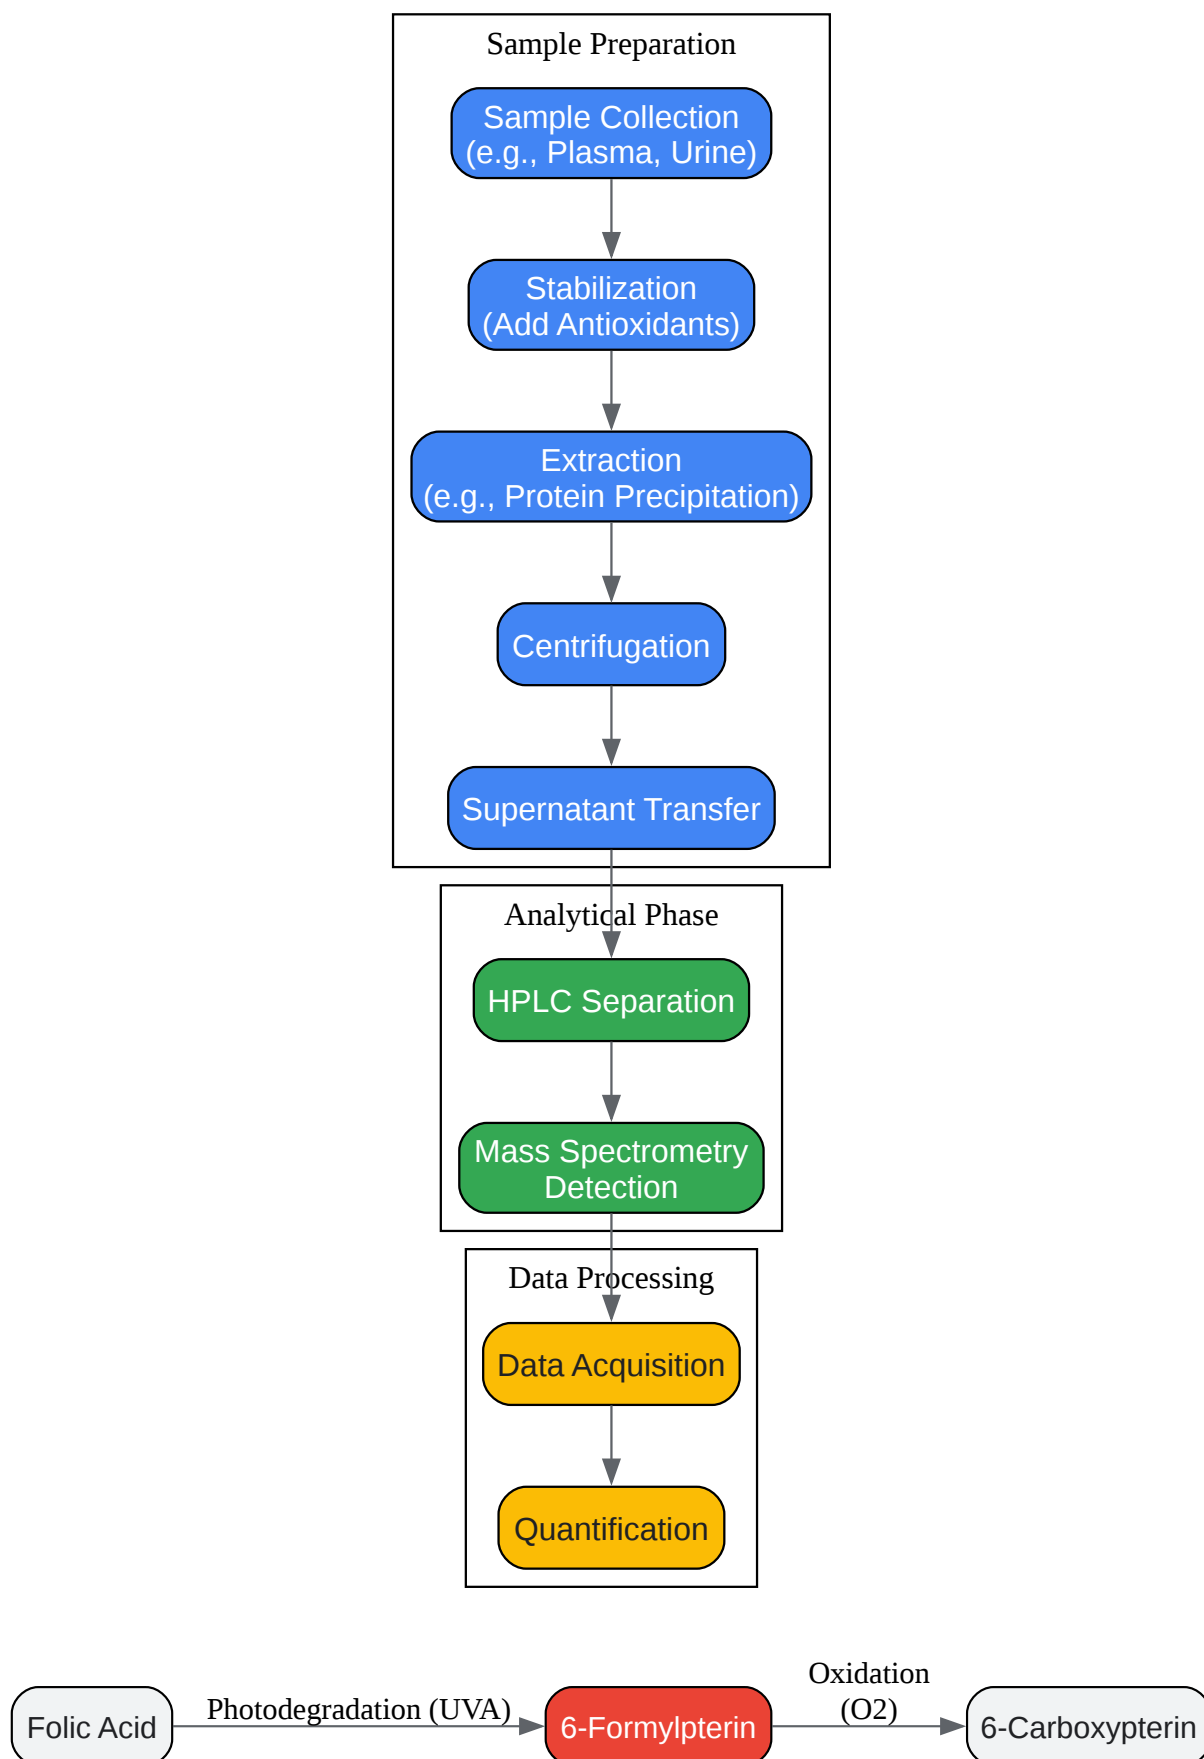 Sample Preparation
Sample Collection
(e.g., Plasma, Urine)
Stabilization
(Add Antioxidants)
Extraction
(e.g., Protein Precipitation)
Centrifugation
Supernatant Transfer
Analytical Phase
HPLC Separation
Mass Spectrometry
Detection
Data Processing
Data Acquisition
Quantification
Folic Acid
Photodegradation (UVA)
6-Formylpterin
Oxidation
(O2)
6-Carboxypterin